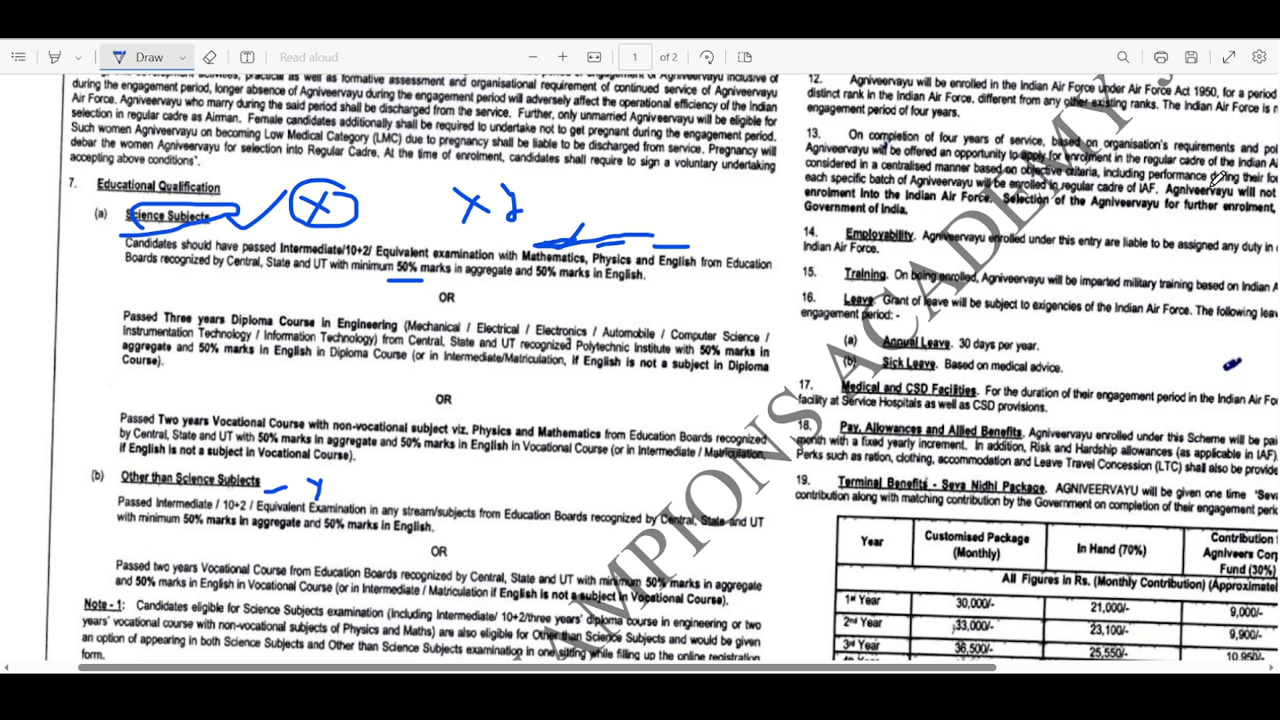 Draw
Read aloud
1
of 2
during the engagement period, longer absence of Agniveervayu during the engagement period will adversely affect the operational efficiency of the Indian
Air Force. Agniveervayu who marry during the said period shall be discharged from the service. Further, only unmarried Agniveervayu will be eligible for
selection in regular cadre as Airman. Female candidates additionally shall be required to undertake not to get pregnant during the engagement period.
Such women Agniveervayu on becoming Low Medical Category (LMC) due to pregnancy shall be liable to be discharged from service. Pregnancy will
debar the women Agniveervayu for selection into Regular Cadre. At the time of enrolment, candidates shall require to sign a voluntary undertaking
accepting above conditions".
7. Educational Qualification
(a) Science Subjects
Candidates should have passed Intermediate/10+2/ Equivalent examination with Mathematics, Physics and English from Education
Boards recognized by Central, State and UT with minimum 50% marks in aggregate and 50% marks in English.
OR
Passed Three years Diploma Course in Engineering (Mechanical / Electrical / Electronics / Automobile / Computer Science /
Instrumentation Technology / Information Technology) from Central, State and UT recognized Polytechnic Institute with 50% marks in
aggregate and 50% marks in English in Diploma Course (or in Intermediate/Matriculation, if English is not a subject in Diploma
Course).
OR
Passed Two years Vocational Course with non-vocational subject viz. Physics and Mathematics from Education Boards recognized
by Central, State and UT with 50% marks in aggregate and 50% marks in English in Vocational Course (or in Intermediate / Matriculation,
if English is not a subject in Vocational Course).
(b) Other than Science Subjects
Passed Intermediate / 10+2 / Equivalent Examination in any stream/subjects from Education Boards recognized by Central, State and UT
with minimum 50% marks in aggregate and 50% marks in English.
OR
Passed two years Vocational Course from Education Boards recognized by Central, State and UT with minimum 50% marks in aggregate
and 50% marks in English in Vocational Course (or in Intermediate / Matriculation if English is not a subject in Vocational Course).
Note - 1: Candidates eligible for Science Subjects examination (Including Intermediate/ 10+2/three years' diploma course in engineering or two
years' vocational course with non-vocational subjects of Physics and Maths) are also eligible for Other than Science Subjects and would be given
an option of appearing in both Science Subjects and Other than Science Subjects examination in one sitting while filling up the online registration
form.
12. Agniveervayu will be enrolled in the Indian Air Force under Air Force Act 1950, for a period
distinct rank in the Indian Air Force, different from any other existing ranks. The Indian Air Force is
engagement period of four years.
13. On completion of four years of service, based on organisation's requirements and
Agniveervayu will be offered an opportunity to apply for enrolment in the regular cadre of the Indian
considered in a centralised manner based on objective criteria, including performance during their
each specific batch of Agniveervayu will be enrolled in regular cadre of IAF. Agniveervayu will not
enrolment into the Indian Air Force. Selection of the Agniveervayu for further enrolment,
Government of India.
14. Employability. Agniveervayu enrolled under this entry are liable to be assigned any duty in
Indian Air Force.
15. Training. On being enrolled, Agniveervayu will be imparted military training based on Indian
16. Leave. Grant of leave will be subject to exigencies of the Indian Air Force. The following
engagement period: -
(a) Annual Leave. 30 days per year.
(b) Sick Leave. Based on medical advice.
17. Medical and CSD Facilities. For the duration of their engagement period in the Indian Air
facility at Service Hospitals as well as CSD provisions.
18. Pay, Allowances and Allied Benefits. Agniveervayu enrolled under this Scheme will be
month with a fixed yearly increment. In addition, Risk and Hardship allowances (as applicable in IAF)
Perks such as ration, clothing, accommodation and Leave Travel Concession (LTC) shall also be
19. Terminal Benefits - Seva Nidhi Package. AGNIVEERVAYU will be given one time
contribution along with matching contribution by the Government on completion of their engagement
Year Customised Package (Monthly) In Hand (70%) Contribution
Fund (30%)
All Figures in Rs. (Monthly Contribution)
1st Year 30,000/- 21,000/- 9,000/-
2nd Year 33,000/- 23,100/- 9,900/-
3rd Year 36,500/- 25,550/- 10,950/-
AMPIONS ACADEMY
X